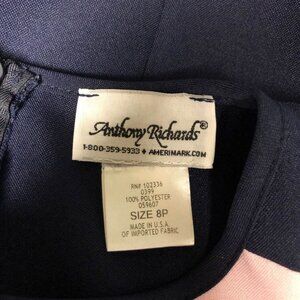 Anthony Richards®
1-800-359-5933 ♦ AMERIMARK.COM
RN# 102336
0399
100% POLYESTER
059607
SIZE 8P
MADE IN U.S.A.
OF IMPORTED FABRIC